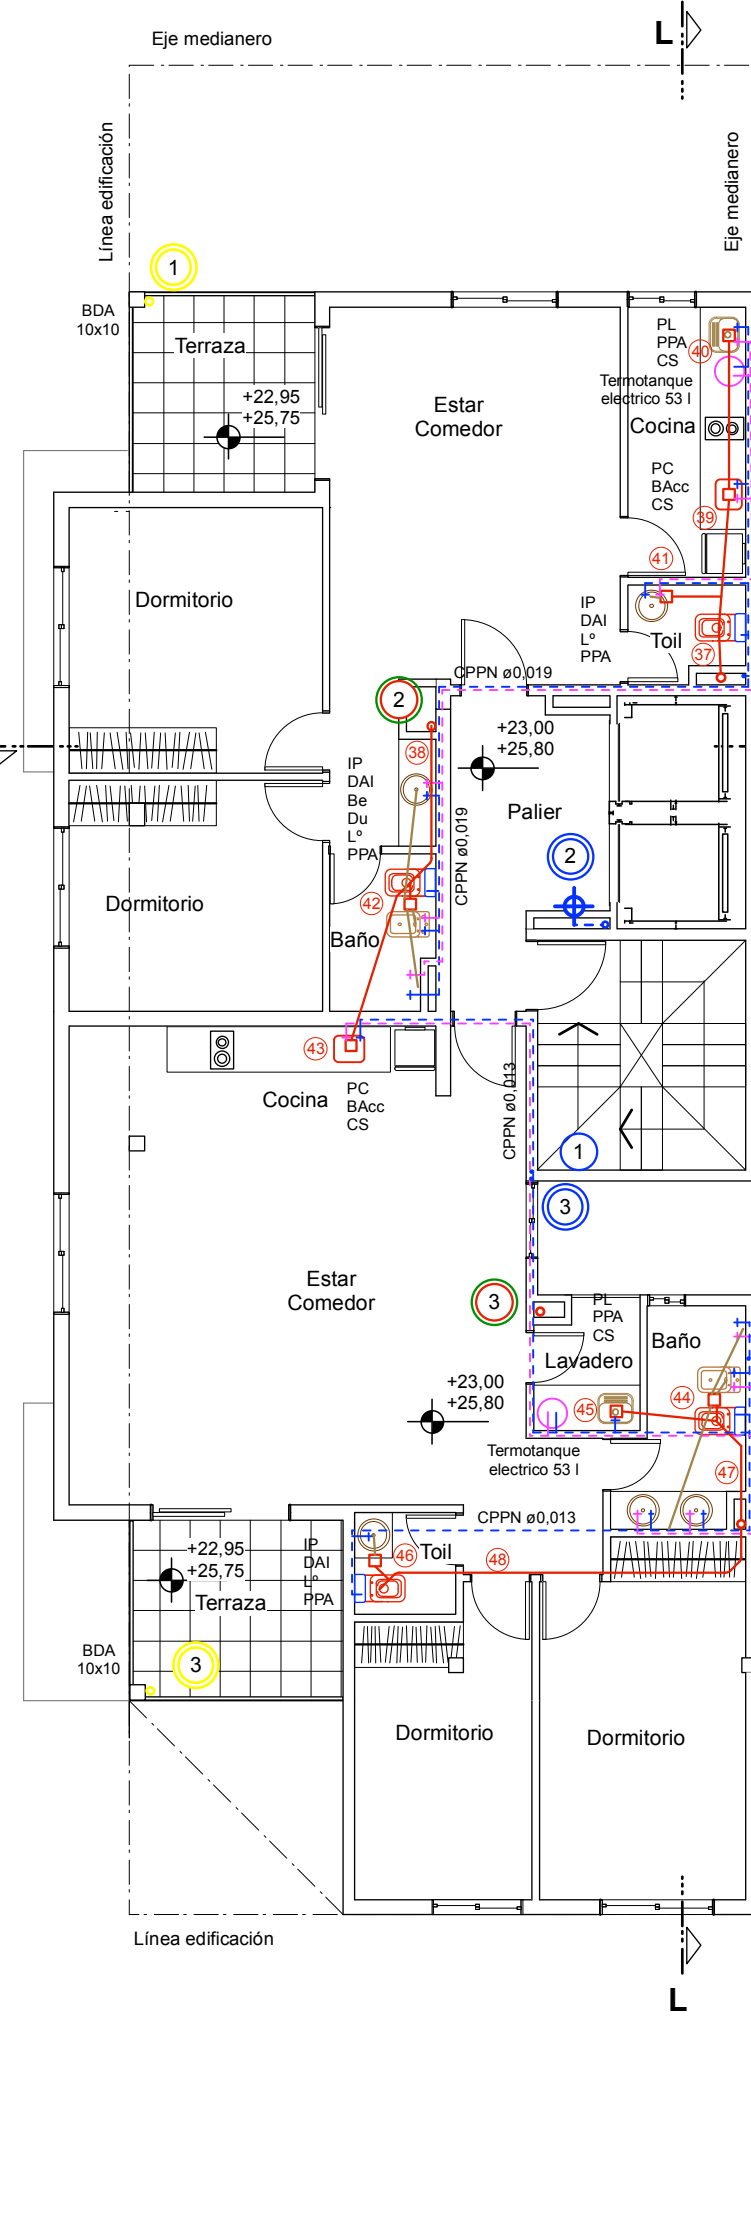 L
Eje medianero
Línea edificación
Eje medianero
1
BDA
10x10
Terraza
+22,95
+25,75
Estar
Comedor
PL
PPA
CS
40
Termotanque
electrico 53 l
Cocina
PC
BAcc
CS
39
41
Dormitorio
IP
DAI
Lº
PPA
Toil
37
CPPN ø0,019
2
38
+23,00
+25,80
IP
DAI
Be
Du
Lº
PPA
CPPN ø0,019
Palier
2
42
Dormitorio
Baño
43
Cocina
PC
BAcc
CS
CPPN ø0,013
1
3
Estar
Comedor
3
PL
PPA
CS
Baño
Lavadero
+23,00
+25,80
44
45
Termotanque
electrico 53 l
47
CPPN ø0,013
+22,95
+25,75
IP
DAI
Lº
PPA
46
Toil
48
Terraza
BDA
10x10
3
Dormitorio
Dormitorio
Línea edificación
L